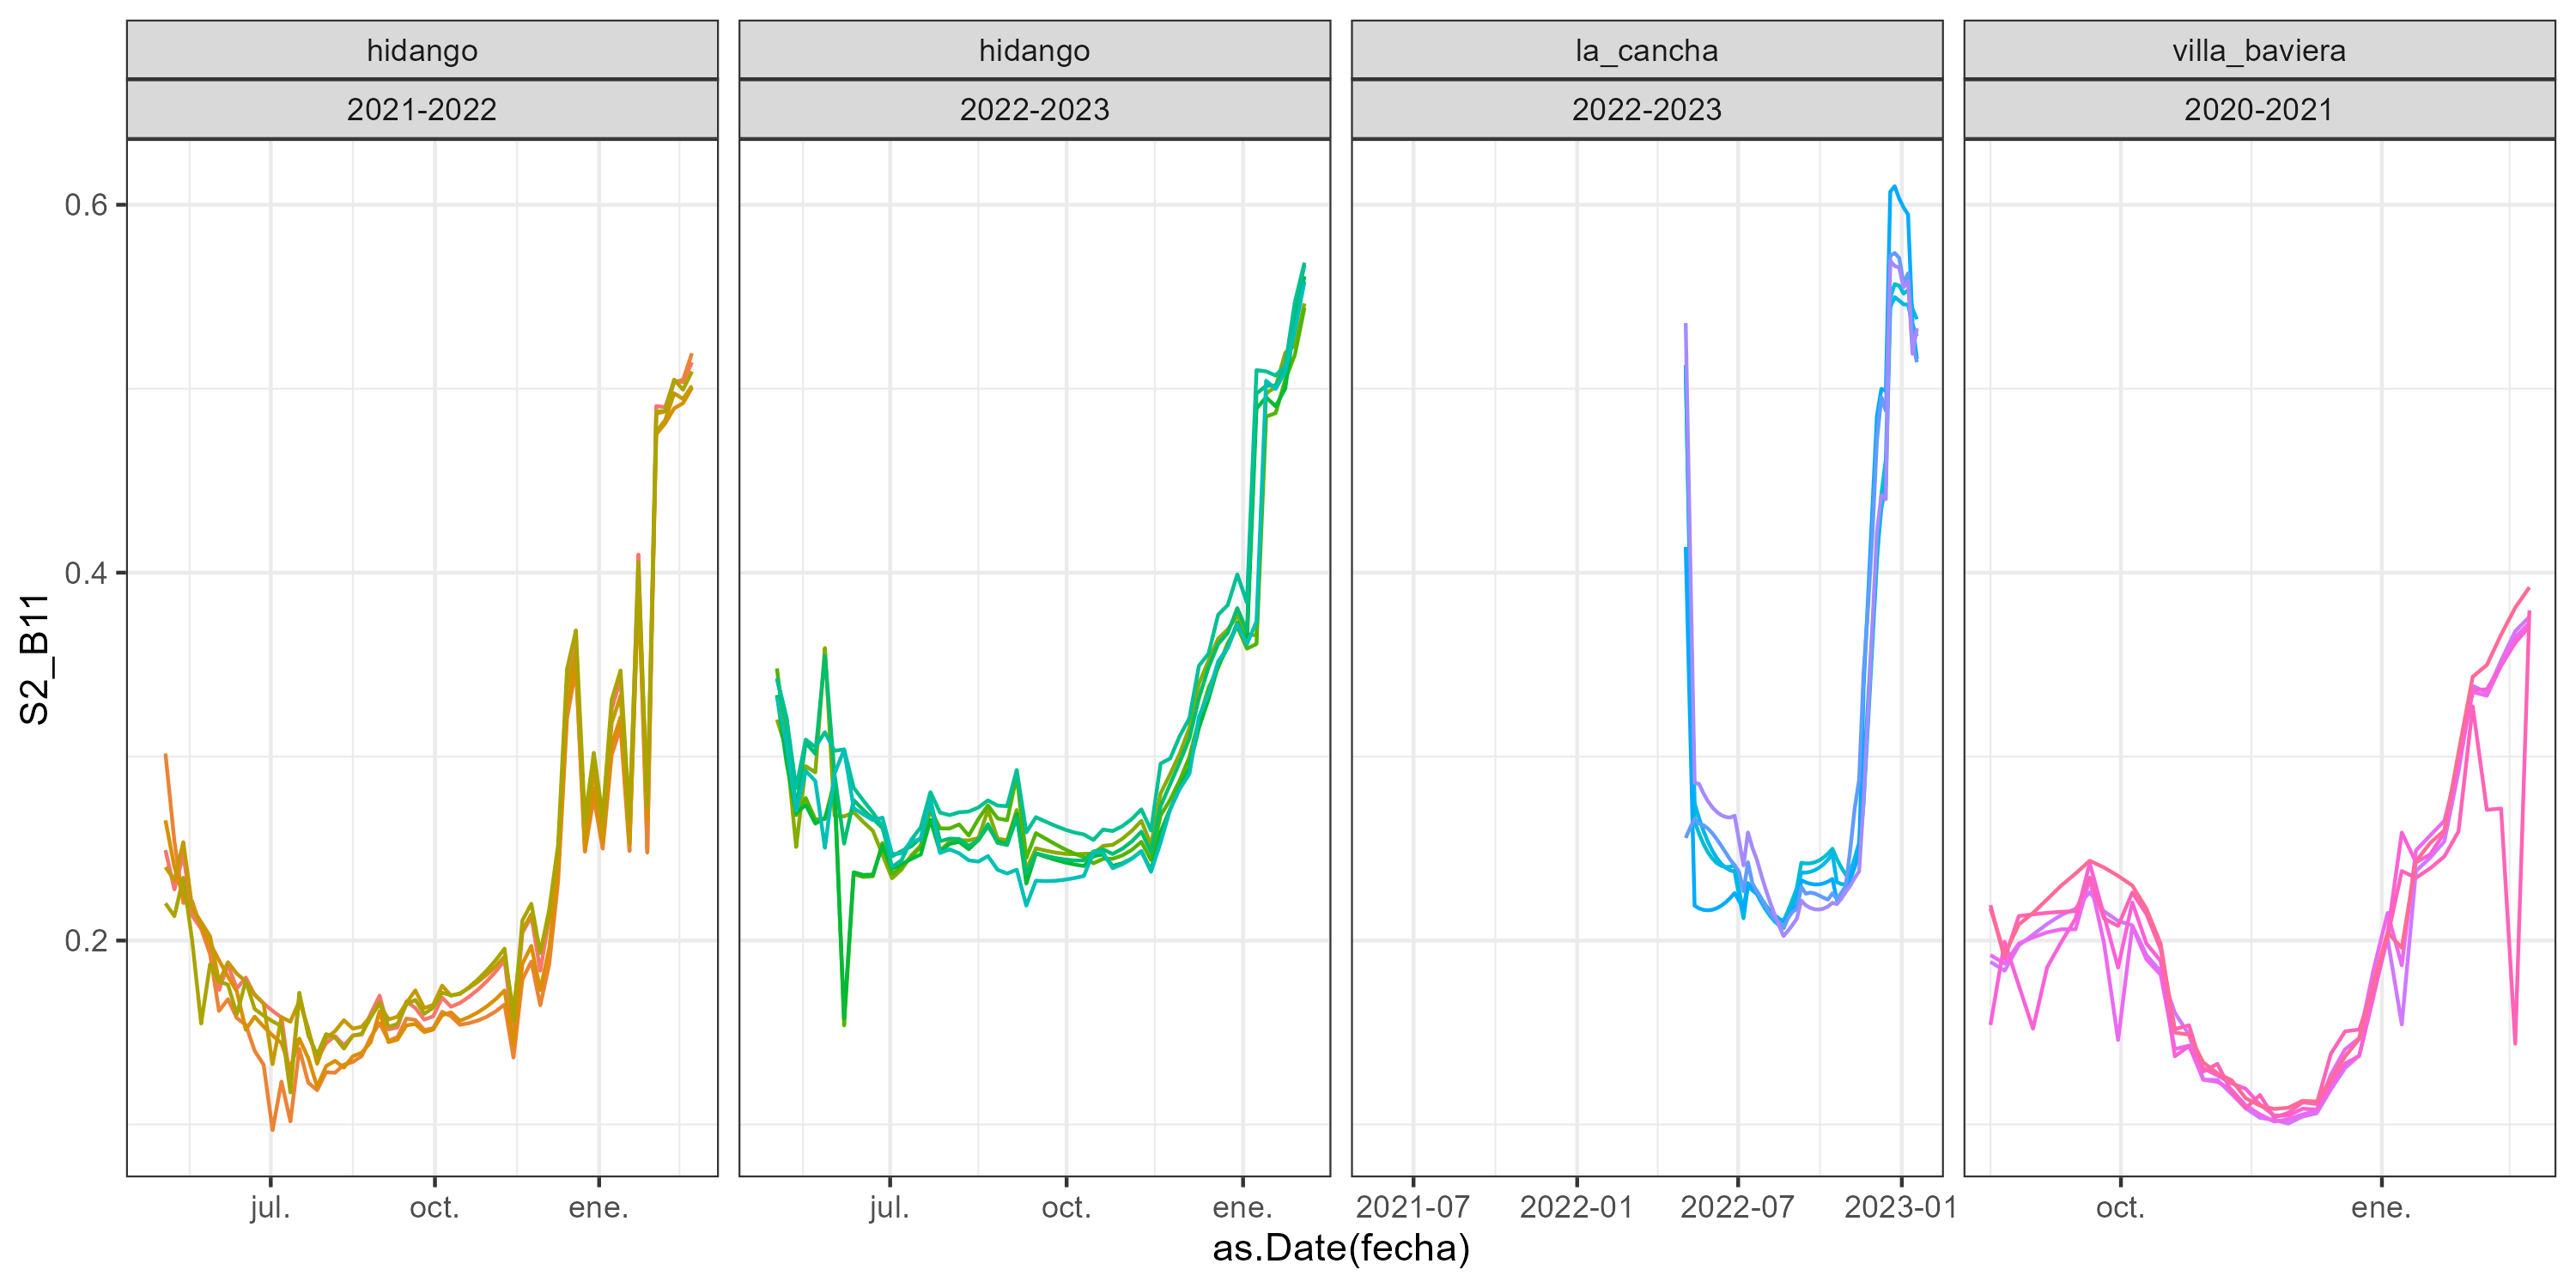 hidango
hidango
la_cancha
villa_baviera
2021-2022
2022-2023
2022-2023
2020-2021
0.6
0.4
0.2
S2_B11
jul.
oct.
ene.
jul.
oct.
ene.
2021-07
2022-01
2022-07
2023-01
oct.
ene.
as.Date(fecha)